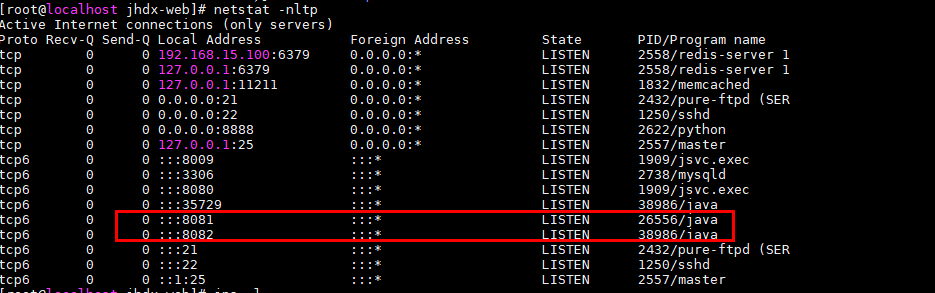 [root@localhost jhdx-web]# netstat -nltp
Active Internet connections (only servers)
Proto Recv-Q Send-Q Local Address           Foreign Address         State       PID/Program name
tcp        0      0 192.168.15.100:6379     0.0.0.0:*               LISTEN      2558/redis-server 1
tcp        0      0 127.0.0.1:6379          0.0.0.0:*               LISTEN      2558/redis-server 1
tcp        0      0 127.0.0.1:11211         0.0.0.0:*               LISTEN      1832/memcached
tcp        0      0 0.0.0.0:21              0.0.0.0:*               LISTEN      2432/pure-ftpd (SER
tcp        0      0 0.0.0.0:22              0.0.0.0:*               LISTEN      1250/sshd
tcp        0      0 0.0.0.0:8888            0.0.0.0:*               LISTEN      2622/python
tcp        0      0 127.0.0.1:25            0.0.0.0:*               LISTEN      2557/master
tcp6       0      0 :::8009                 :::*                    LISTEN      1909/jsvc.exec
tcp6       0      0 :::3306                 :::*                    LISTEN      2738/mysqld
tcp6       0      0 :::8080                 :::*                    LISTEN      1909/jsvc.exec
tcp6       0      0 :::35729                :::*                    LISTEN      38986/java
tcp6       0      0 :::8081                 :::*                    LISTEN      26556/java
tcp6       0      0 :::8082                 :::*                    LISTEN      38986/java
tcp6       0      0 :::21                   :::*                    LISTEN      2432/pure-ftpd (SER
tcp6       0      0 :::22                   :::*                    LISTEN      1250/sshd
tcp6       0      0 ::1:25                  :::*                    LISTEN      2557/master